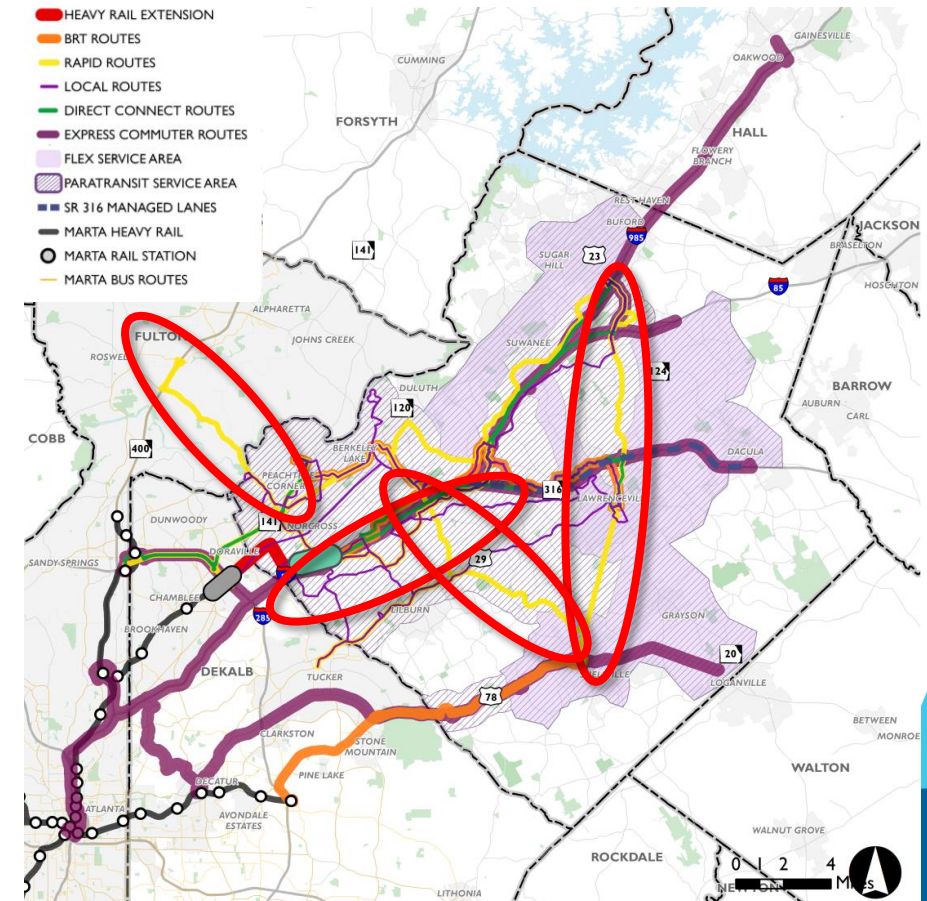 HEAVY RAIL EXTENSION
BRT ROUTES
RAPID ROUTES
LOCAL ROUTES
DIRECT CONNECT ROUTES
EXPRESS COMMUTER ROUTES
FLEX SERVICE AREA
PARATRANSIT SERVICE AREA
SR 316 MANAGED LANES
MARTA HEAVY RAIL
MARTA RAIL STATION
MARTA BUS ROUTES
GAINESVILLE
OAKWOOD
CUMMING
FORSYTH
HALL
FLOWERY
BRANCH
REST HAVEN
BUFORD
985
JACKSON
BRASELTON
141
23
SUGAR
HILL
85
HOSCHTON
ALPHARETTA
FULTON
JOHNS CREEK
SUWANEE
ROSWELL
124
DULUTH
BARROW
120
AUBURN
CARL
COBB
400
BERKELEY
LAKE
DACULA
PEACHTREE
CORNERS
316
LAWRENCEVILLE
DUNWOODY
141
NORCROSS
DORAVILLE
SANDY SPRINGS
29
CHAMBLEE
285
LILBURN
GRAYSON
BROOKHAVEN
20
DEKALB
TUCKER
SNELLVILLE
LOGANVILLE
78
CLARKSTON
STONE
MOUNTAIN
BETWEEN
MONROE
PINE LAKE
DECATUR
WALTON
ATLANTA
AVONDALE
ESTATES
WALNUT GROVE
ROCKDALE
0 1 2 4
Miles
LITHONIA